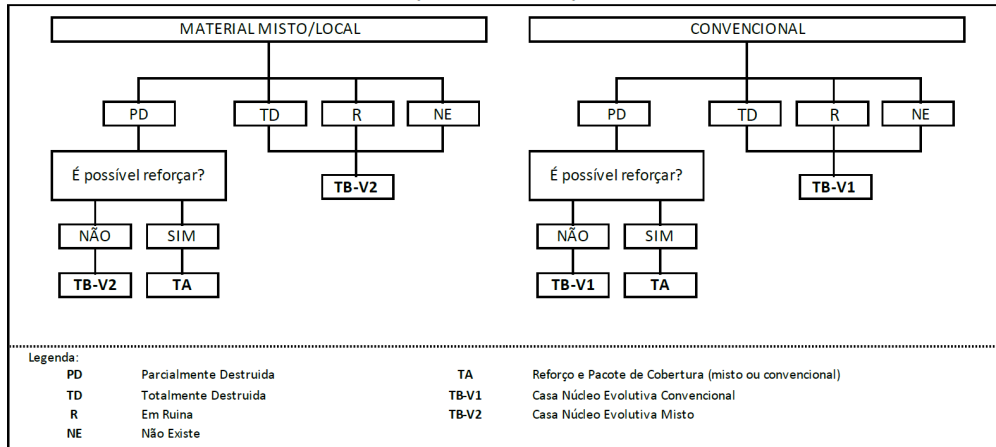 MATERIAL MISTO/LOCAL
PD
TD
R
NE
É possível reforçar?
TB-V2
NÃO
SIM
TB-V2
TA
CONVENCIONAL
PD
TD
R
NE
É possível reforçar?
TB-V1
NÃO
SIM
TB-V1
TA
Legenda:
PD Parcialmente Destruida
TD Totalmente Destruida
R Em Ruina
NE Não Existe
TA Reforço e Pacote de Cobertura (misto ou convencional)
TB-V1 Casa Núcleo Evolutiva Convencional
TB-V2 Casa Núcleo Evolutiva Misto